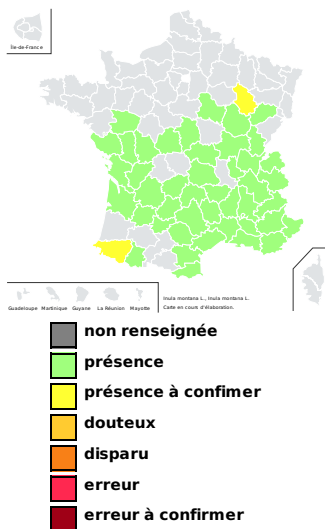 Île-de-France
Guadeloupe Martinique Guyane La Réunion Mayotte
Inula montana L., Inula montana L.
Carte en cours d'élaboration.
non renseignée
présence
présence à confimer
douteux
disparu
erreur
erreur à confirmer